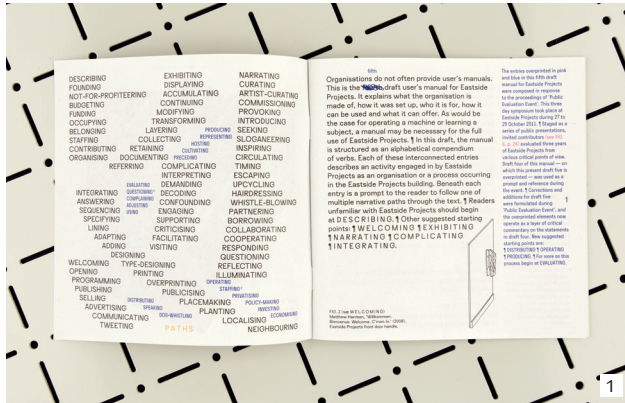 DESCRIBING
FOUNDING
NOT-FOR-PROFITEERING
BUDGETING
FUNDING
OCCUPYING
BELONGING
STAFFING
CONTRIBUTING
ORGANISING
EXHIBITING
DISPLAYING
ACCUMULATING
CONTINUING
MODIFYING
TRANSFORMING
LAYERING
COLLECTING
RETAINING
DOCUMENTING
REFERRING
PRODUCING
REPRESENTING
HOSTING
CULTIVATING
PRECEDING
NARRATING
CURATING
ARTIST-CURATING
COMMISSIONING
PROVOKING
INTRODUCING
SEEKING
SLOGANEERING
INSPIRING
CIRCULATING
COMPLICATING
TIMING
INTERPRETING
ESCAPING
DEMANDING
UPCYCLING
DECODING
HAIRDRESSING
CONFOUNDING
WHISTLE-BLOWING
ENGAGING
PARTNERING
SUPPORTING
BORROWING
CRITICISING
COLLABORATING
FACILITATING
COOPERATING
VISITING
RESPONDING
EVALUATING
QUESTIONING
COMPLAINING
ADJUSTING
USING
INTEGRATING
ANSWERING
SEQUENCING
SPECIFYING
LINING
ADAPTING
ADDING
DESIGNING
QUESTIONING
WELCOMING
TYPE-DESIGNING
REFLECTING
OPENING
PRINTING
ILLUMINATING
PROGRAMMING
OVERPRINTING
OPERATING
PUBLISHING
PUBLICISING
STAFFING
PRIVATISING
SELLING
DISTRIBUTING
PLACEMAKING
POLICY-MAKING
ADVERTISING
SPEAKING
PLANTING
INVESTING
COMMUNICATING
DOG-WHISTLING
LOCALISING
ECONOMISING
TWEETING
PATHS
NEIGHBOURING
fifth
Organisations do not often provide user's manuals.
This is the draft user's manual for Eastside
Projects. It explains what the organisation is
made of, how it was set up, who it is for, how it
can be used and what it can offer. As would
be the case for operating a machine or learning a
subject, a manual may be necessary for the full
use of Eastside Projects. ¶ In this draft, the manual
is structured as an alphabetical compendium
of verbs. Each of these interconnected entries
describes an activity engaged in by Eastside
Projects as an organisation or a process occurring
in the Eastside Projects building. Beneath each
entry is a prompt to the reader to follow one of
multiple narrative paths through the text. ¶ Readers
unfamiliar with Eastside Projects should begin
at DESCRIBING. ¶ Other suggested starting
points: ¶ WELCOMING ¶ EXHIBITING
¶ NARRATING ¶ COMPLICATING
¶ INTEGRATING.
FIG. 2 (see WELCOMING)
Matthew Harrison, 'Willkommen,
Bienvenue, Welcome, C'mon In.' (2008),
Eastside Projects front door handle.
The entries overprinted in pink
and blue in this fifth draft
manual for Eastside Projects
were composed in response
to the proceedings of 'Public
Evaluation Event'. This three
day symposium took place at
Eastside Projects during 27 to
29 October 2011. ¶ Staged as a
series of public presentations,
invited contributors (see FIG.
evaluated three years
of Eastside Projects from
various critical points of view.
Draft four of this manual — on
which this present draft five is
overprinted — was used as a
prompt and reference during
the event. ¶ Corrections and
additions for draft five
were formulated during
'Public Evaluation Event', and
the overprinted elements now
operate as a layer of critical
commentary on the statements
in draft four. New suggested
starting points are:
¶ DISTRIBUTING ¶ OPERATING
¶ PRODUCING. ¶ For more on this
process begin at EVALUATING.
1
1